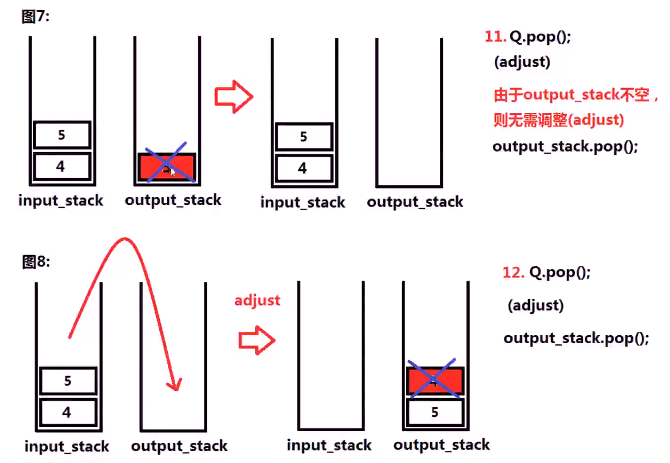 图7:
11. Q.pop();
(adjust)
由于output_stack不空，
则无需调整(adjust)
output_stack.pop();
5
4
5
4
input_stack
output_stack
input_stack
output_stack
图8:
12. Q.pop();
(adjust)
output_stack.pop();
adjust
5
4
5
input_stack
output_stack
input_stack
output_stack